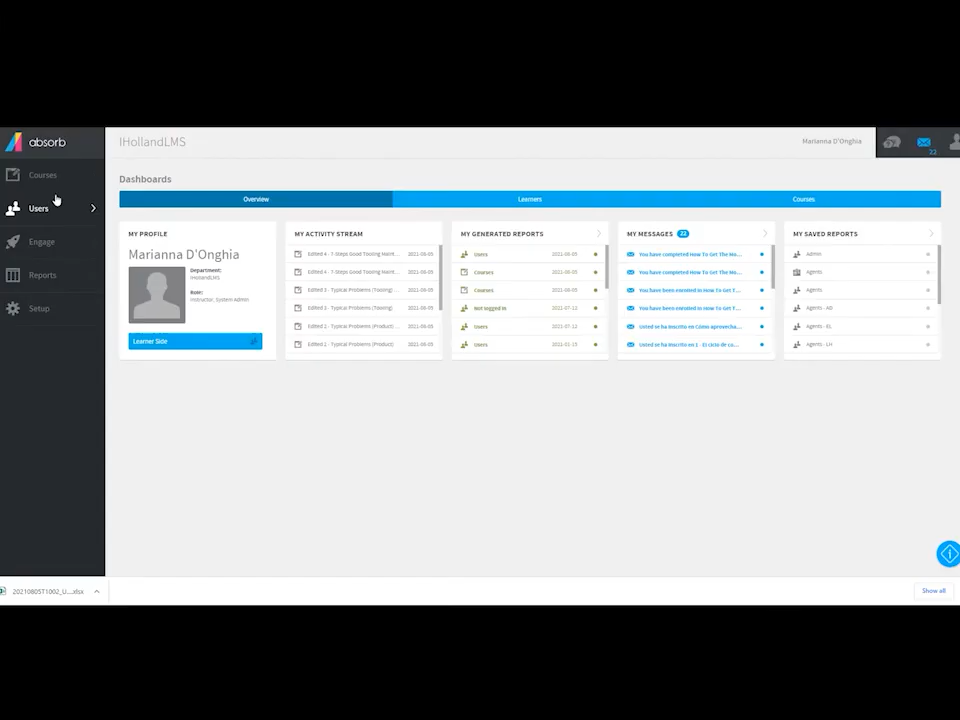 absorb
IHollandLMS
Marianna D'Onghia
22
Courses
Users
Engage
Reports
Setup
Dashboards
Overview
Learners
Courses
MY PROFILE
Marianna D'Onghia
Department:
IHollandLMS
Role:
Instructor, System Admin
Learner Side
MY ACTIVITY STREAM
Edited 4 - 7-Steps Good Tooling Maint... 2021-08-05
Edited 4 - 7-Steps Good Tooling Maint... 2021-08-05
Edited 3 - Typical Problems (Tooling) ... 2021-08-05
Edited 3 - Typical Problems (Tooling) ... 2021-08-05
Edited 2 - Typical Problems (Product) ... 2021-08-05
Edited 2 - Typical Problems (Product) 2021-08-05
MY GENERATED REPORTS
Users 2021-08-05
Courses 2021-08-05
Courses 2021-08-05
Not logged in 2021-07-12
Users 2021-07-12
Users
MY MESSAGES 22
You have completed How To Get The Mo...
You have completed How To Get The Mo...
You have been enrolled in How To Get T...
You have been enrolled in How To Get T...
Usted se ha inscrito en Cómo aprovecha...
Usted se ha inscrito en 1 - El ciclo de cu...
MY SAVED REPORTS
Admin
Agents
Agents
Agents - AD
Agents - EL
Agents - LH
20210805T1002_U....xlsx
Show all